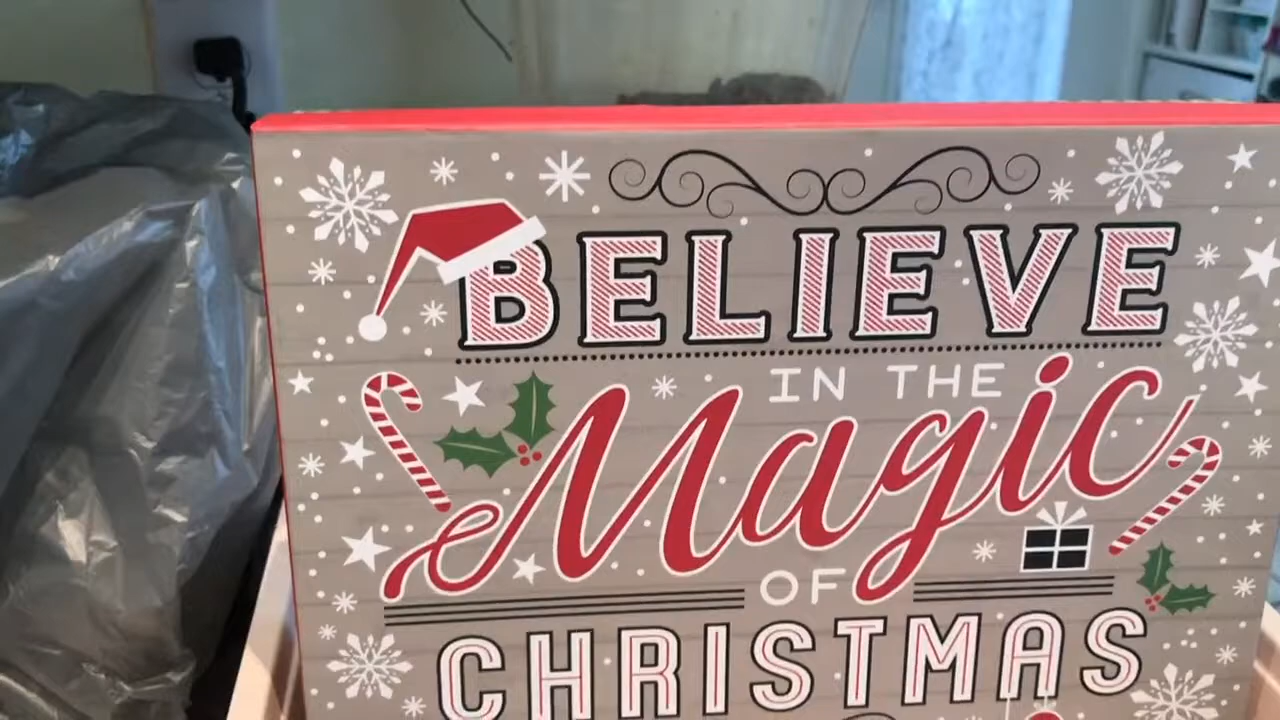 BELIEVE
IN THE
Magic
OF
CHRISTMAS